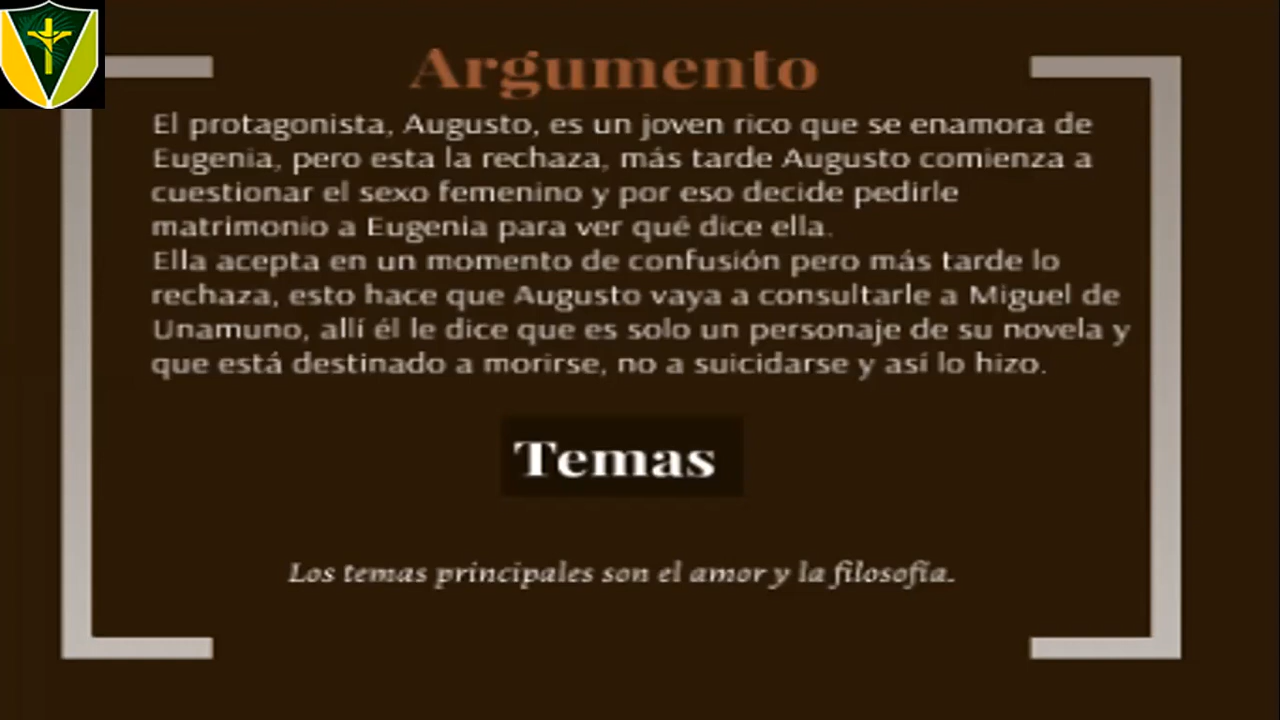 Argumento
El protagonista, Augusto, es un joven rico que se enamora de
Eugenia, pero esta la rechaza, más tarde Augusto comienza a
cuestionar el sexo femenino y por eso decide pedirle
matrimonio a Eugenia para ver qué dice ella.
Ella acepta en un momento de confusión pero más tarde lo
rechaza, esto hace que Augusto vaya a consultarle a Miguel de
Unamuno, allí él le dice que es solo un personaje de su novela y
que está destinado a morirse, no a suicidarse y así lo hizo.
Temas
Los temas principales son el amor y la filosofía.